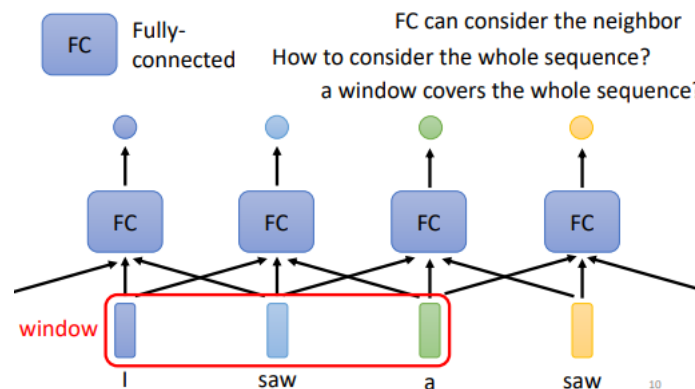 FC can consider the neighbor
FC
Fully-
connected
How to consider the whole sequence?
a window covers the whole sequence?
FC
FC
FC
FC
window
I
saw
a
saw
10